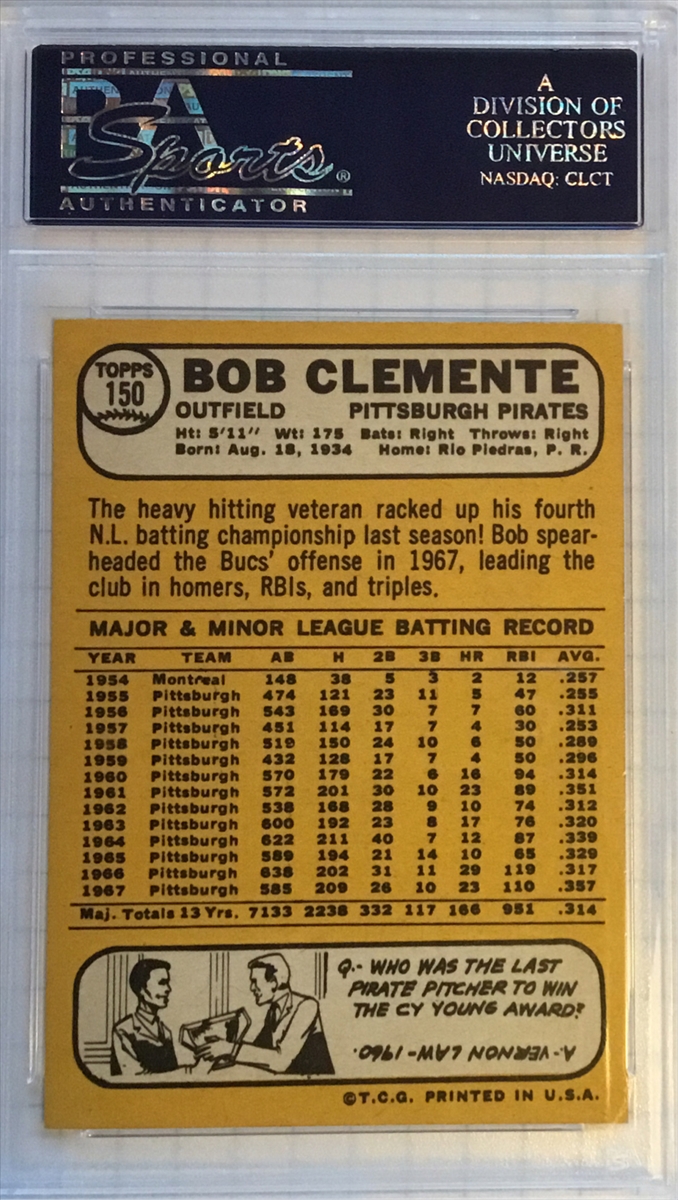 PROFESSIONAL
PSA
Sports®
AUTHENTICATOR
A
DIVISION OF
COLLECTORS
UNIVERSE
NASDAQ: CLCT
TOPPS
150
BOB CLEMENTE
OUTFIELD PITTSBURGH PIRATES
Ht: 5'11" Wt: 175 Bats: Right Throws: Right
Born: Aug. 18, 1934 Home: Rio Piedras, P. R.
The heavy hitting veteran racked up his fourth
N.L. batting championship last season! Bob spear-
headed the Bucs' offense in 1967, leading the
club in homers, RBIs, and triples.
MAJOR & MINOR LEAGUE BATTING RECORD
YEAR TEAM AB H 2B 3B HR RBI AVG.
1954 Montreal 148 38 5 3 2 12 .257
1955 Pittsburgh 474 121 23 11 5 47 .255
1956 Pittsburgh 543 169 30 7 7 60 .311
1957 Pittsburgh 451 114 17 7 4 30 .253
1958 Pittsburgh 519 150 24 10 6 50 .289
1959 Pittsburgh 432 128 17 7 4 50 .296
1960 Pittsburgh 570 179 22 6 16 94 .314
1961 Pittsburgh 572 201 30 10 23 89 .351
1962 Pittsburgh 538 168 28 9 10 74 .312
1963 Pittsburgh 600 192 23 8 17 76 .320
1964 Pittsburgh 622 211 40 7 12 87 .339
1965 Pittsburgh 589 194 21 14 10 65 .329
1966 Pittsburgh 638 202 31 11 29 119 .317
1967 Pittsburgh 585 209 26 10 23 110 .357
Maj. Totals 13 Yrs. 7133 2238 332 117 166 951 .314
Q.- WHO WAS THE LAST
PIRATE PITCHER TO WIN
THE CY YOUNG AWARD?
A- VERNON LAW-1960.
©T.C.G. PRINTED IN U.S.A.